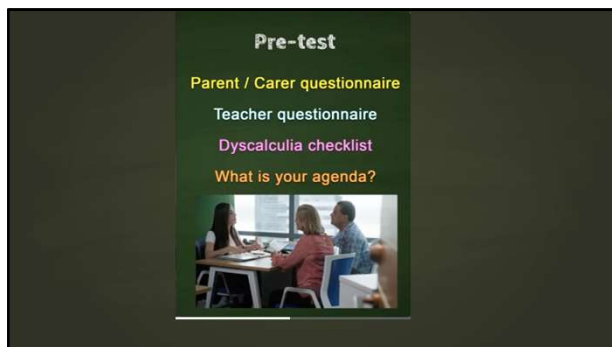 Pre-test
Parent / Carer questionnaire
Teacher questionnaire
Dyscalculia checklist
What is your agenda?